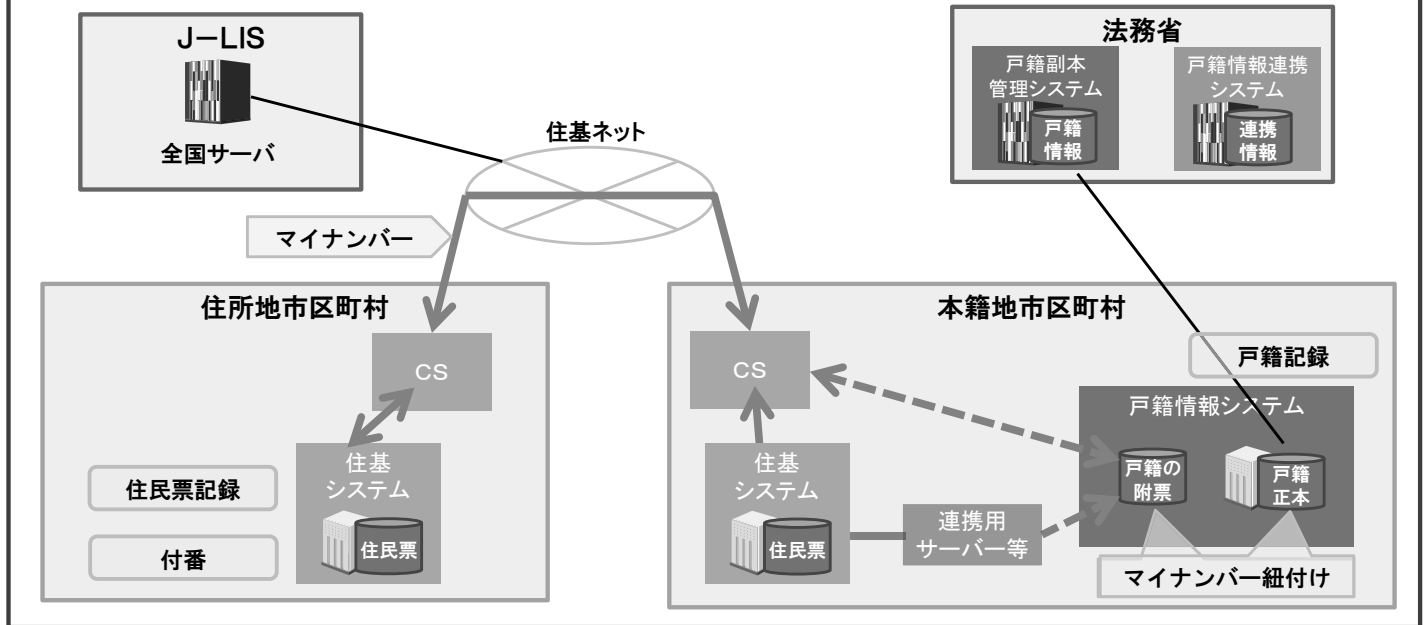 J－LIS
全国サーバ
住基ネット
マイナンバー
法務省
戸籍副本
管理システム
戸籍
情報
戸籍情報連携
システム
連携
情報
住所地市区町村
CS
住基
システム
住民票
住民票記録
付番
本籍地市区町村
CS
住基
システム
住民票
連携用
サーバー等
戸籍記録
戸籍情報システム
戸籍の
附票
戸籍
正本
マイナンバー紐付け